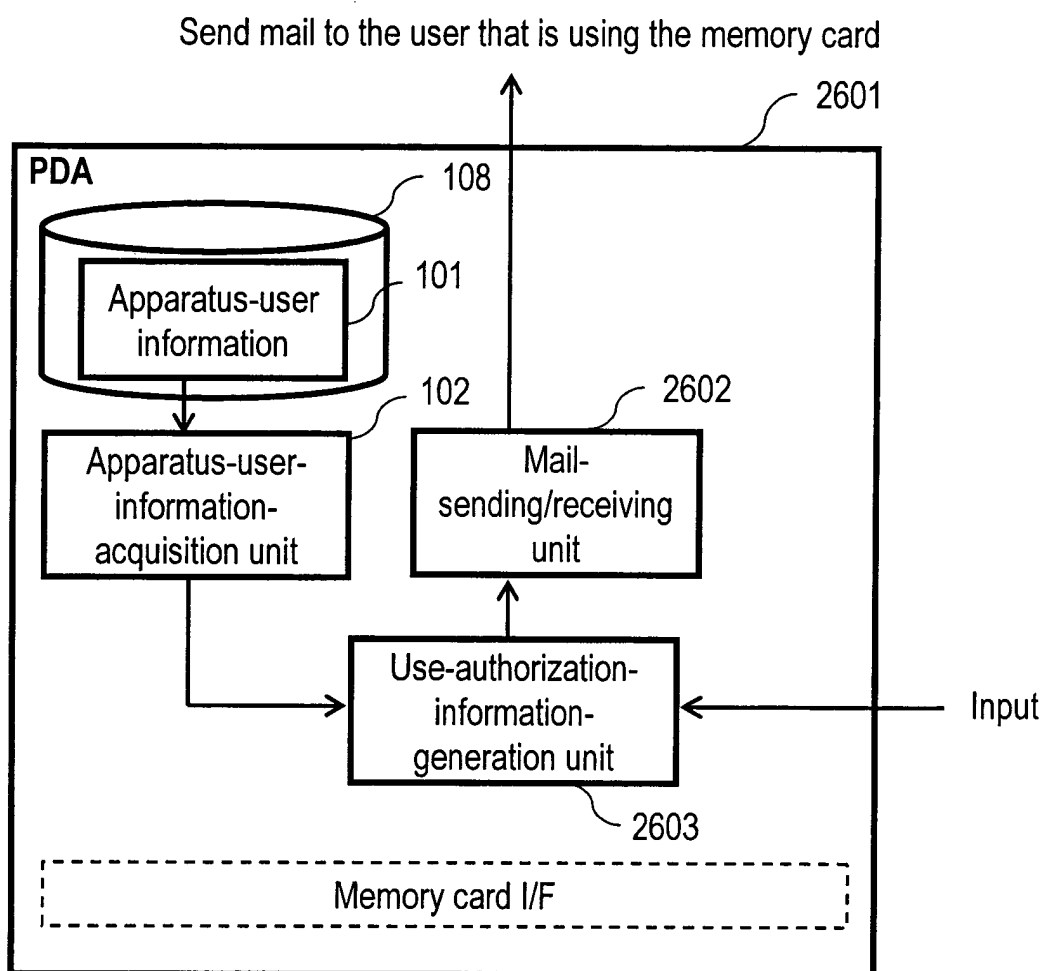 Send mail to the user that is using the memory card
2601
PDA
108
Apparatus-user
information
101
102
2602
Apparatus-user-
information-
acquisition unit
Mail-
sending/receiving
unit
Use-authorization-
information-
generation unit
Input
2603
Memory card I/F